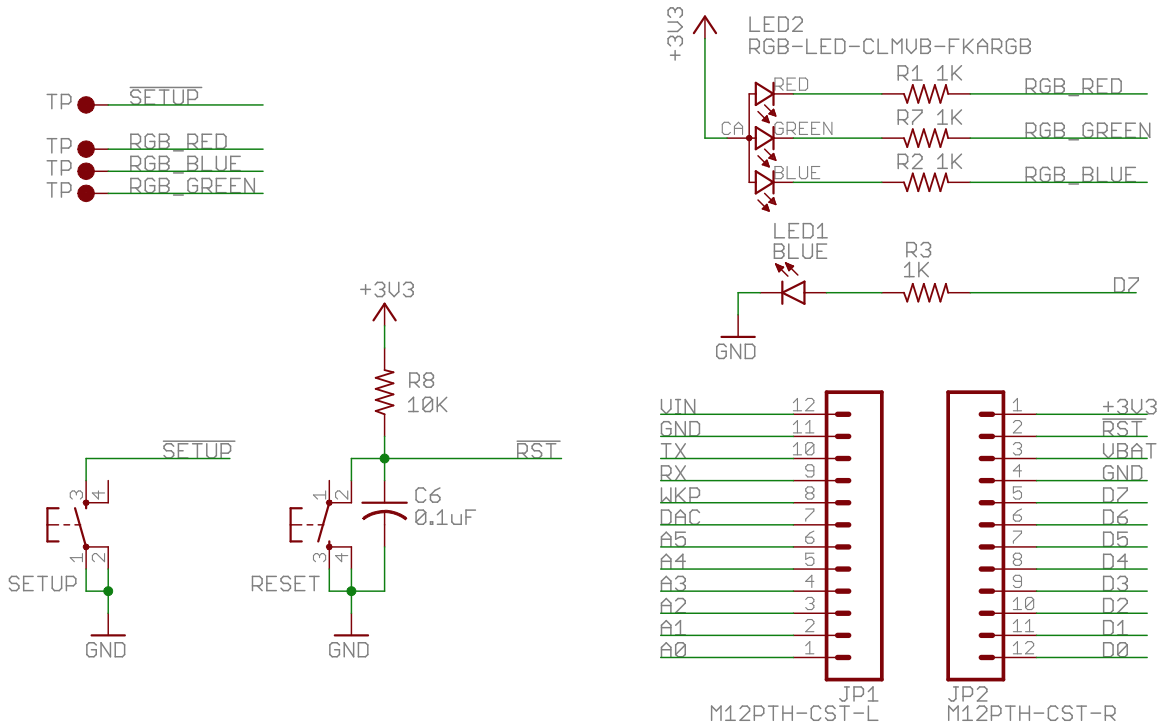 TP SETUP
TP RGB_RED
TP RGB_BLUE
TP RGB_GREEN
+3V3
LED2
RGB-LED-CLMVB-FKARGB
RED R1 1K RGB_RED
CA GREEN R7 1K RGB_GREEN
BLUE R2 1K RGB_BLUE
LED1
BLUE
R3
1K
D7
GND
+3V3
R8
10K
SETUP
3 4
1 2
SETUP
GND
RST
1 2
C6
0.1uF
3 4
RESET
GND
VIN 12
GND 11
TX 10
RX 9
WKP 8
DAC 7
A5 6
A4 5
A3 4
A2 3
A1 2
A0 1
JP1
M12PTH-CST-L
1 +3V3
2 RST
3 VBAT
4 GND
5 D7
6 D6
7 D5
8 D4
9 D3
10 D2
11 D1
12 D0
JP2
M12PTH-CST-R